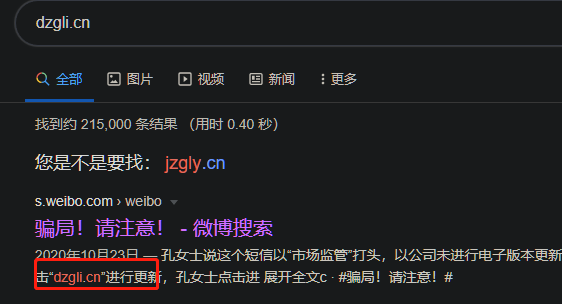 dzgli.cn
全部 图片 视频 新闻 更多
找到约 215,000 条结果 （用时 0.40 秒）
您是不是要找： jzgly.cn
s.weibo.com › weibo
骗局！请注意！ - 微博搜索
2020年10月23日 — 孔女士说这个短信以“市场监管”打头，以公司未进行电子版本更新
击“dzgli.cn”进行更新，孔女士点击进 展开全文c · #骗局！请注意！#